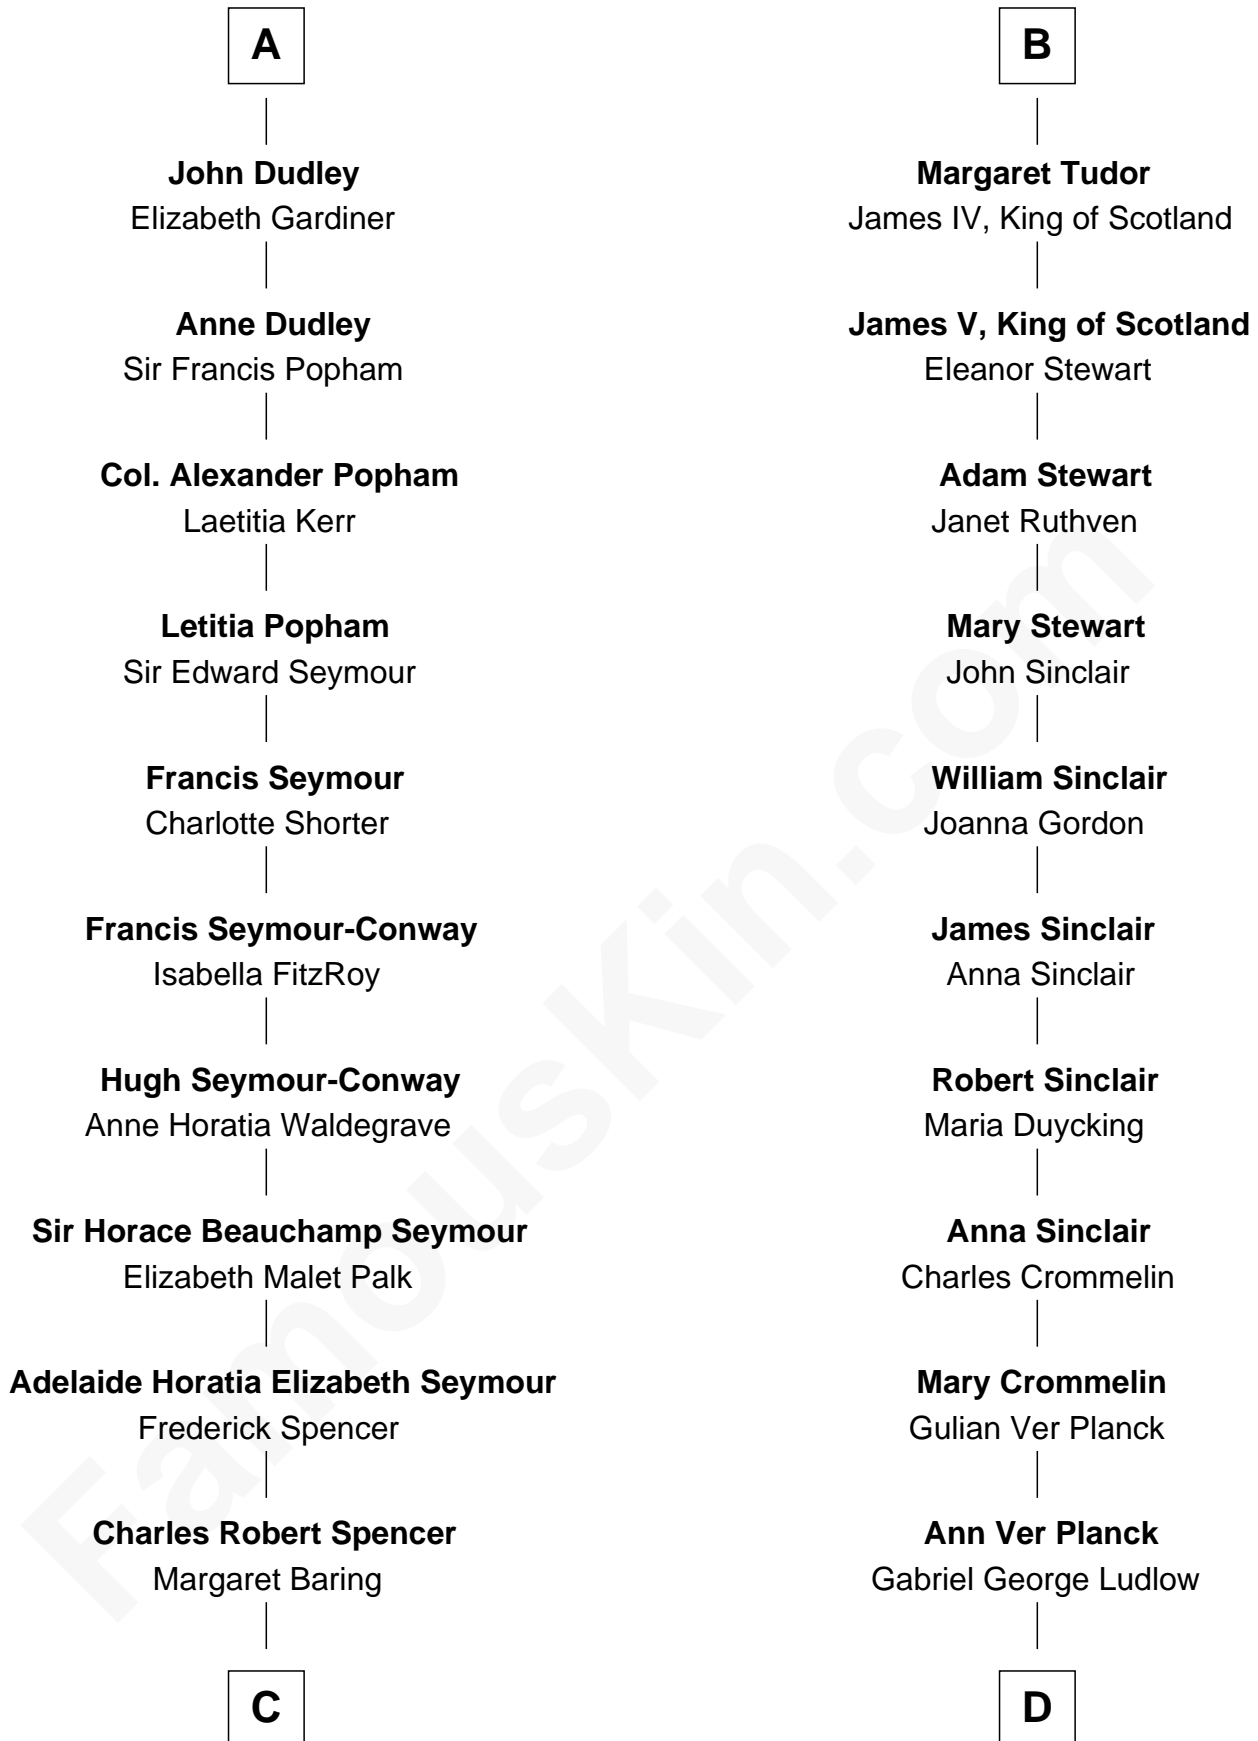 A
John Dudley
Elizabeth Gardiner
Anne Dudley
Sir Francis Popham
Col. Alexander Popham
Laetitia Kerr
Letitia Popham
Sir Edward Seymour
Francis Seymour
Charlotte Shorter
Francis Seymour-Conway
Isabella FitzRoy
Hugh Seymour-Conway
Anne Horatia Waldegrave
Sir Horace Beauchamp Seymour
Elizabeth Malet Palk
Adelaide Horatia Elizabeth Seymour
Frederick Spencer
Charles Robert Spencer
Margaret Baring
C
B
Margaret Tudor
James IV, King of Scotland
James V, King of Scotland
Eleanor Stewart
Adam Stewart
Janet Ruthven
Mary Stewart
John Sinclair
William Sinclair
Joanna Gordon
James Sinclair
Anna Sinclair
Robert Sinclair
Maria Duycking
Anna Sinclair
Charles Crommelin
Mary Crommelin
Gulian Ver Planck
Ann Ver Planck
Gabriel George Ludlow
D
FamousKin.com